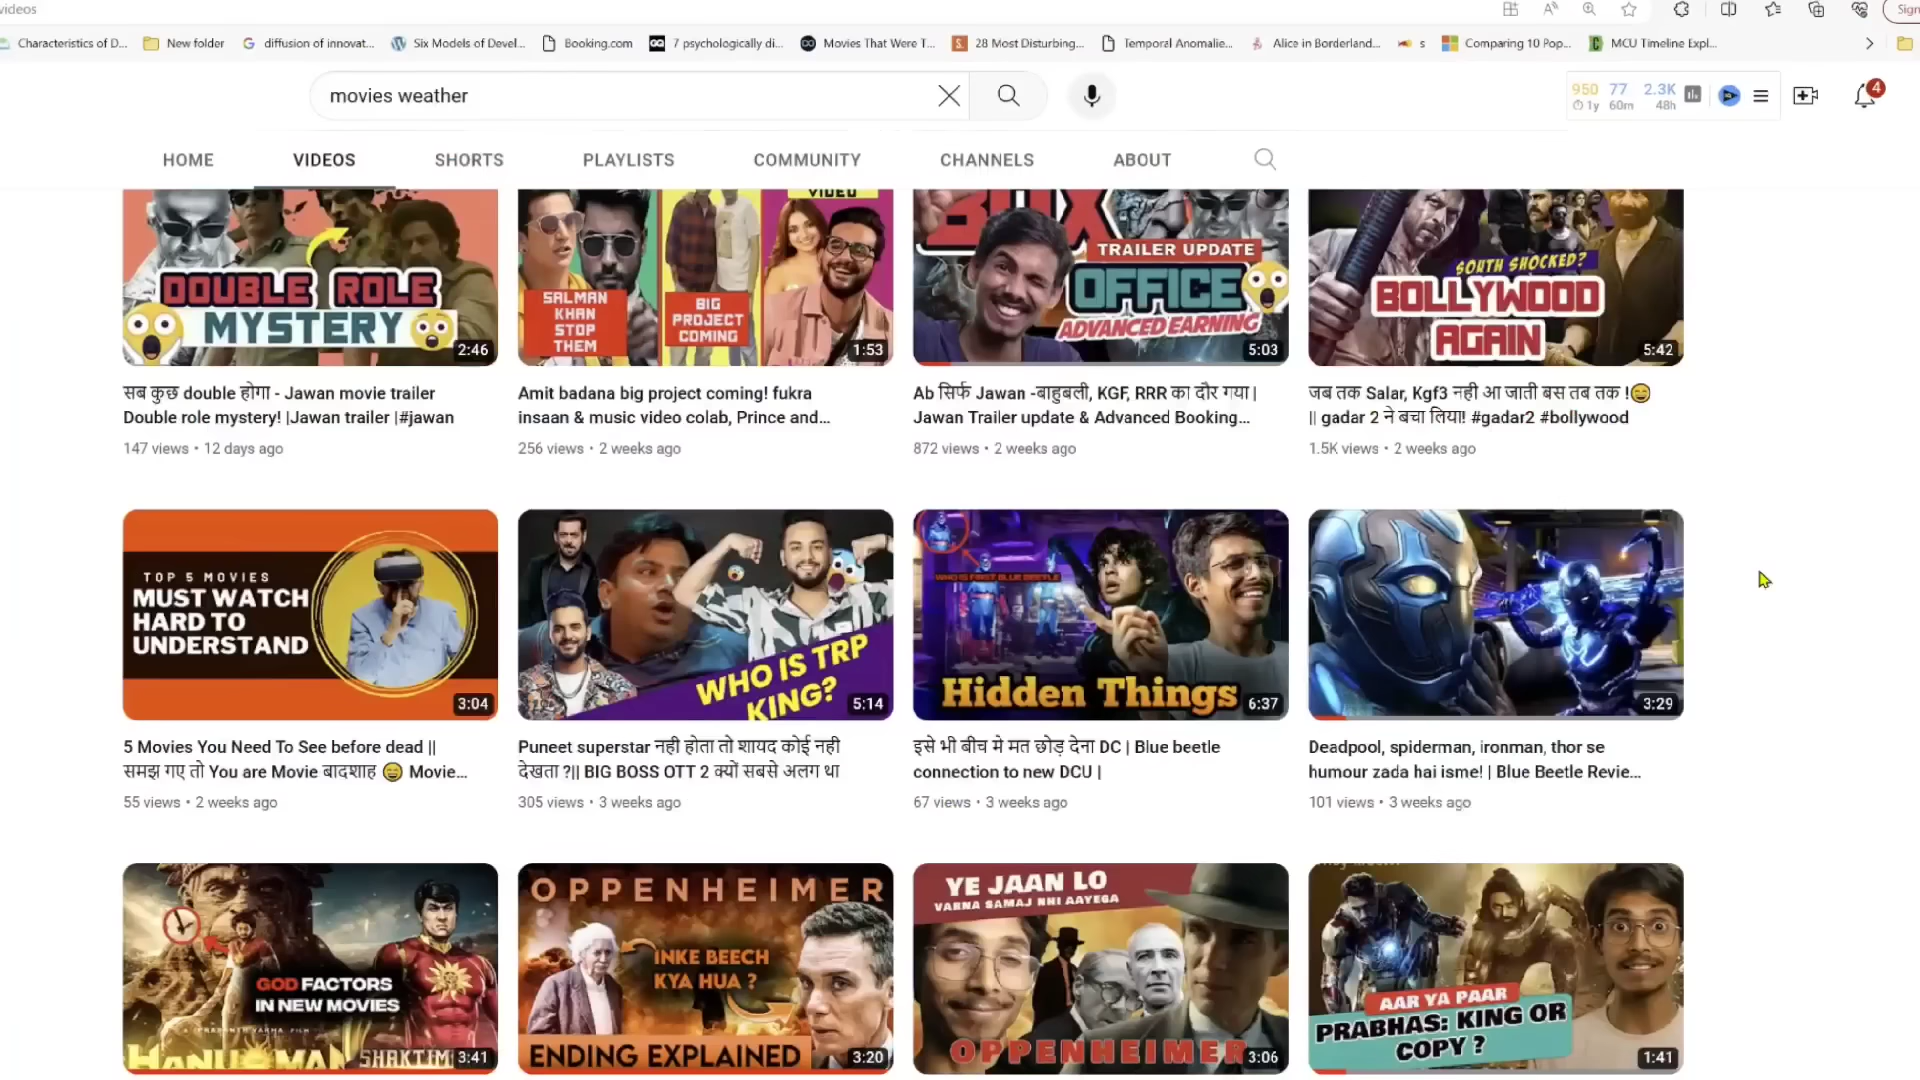 videos
Sign
Characteristics of D...
New folder
diffusion of innovat...
Six Models of Devel...
Booking.com
7 psychologically di...
Movies That Were T...
28 Most Disturbing...
Temporal Anomalie...
Alice in Borderland...
s
Comparing 10 Pop...
MCU Timeline Expl...
movies weather
950 77 2.3K
1y 60m 48h
4
HOME VIDEOS SHORTS PLAYLISTS COMMUNITY CHANNELS ABOUT
DOUBLE ROLE
MYSTERY
2:46
VIDEO
SALMAN
KHAN
STOP
THEM
BIG
PROJECT
COMING
1:53
BOX
TRAILER UPDATE
OFFICE
ADVANCED EARNING
5:03
SOUTH SHOCKED?
BOLLYWOOD
AGAIN
5:42
सब कुछ double होगा - Jawan movie trailer
Double role mystery! |Jawan trailer |#jawan
147 views • 12 days ago
Amit badana big project coming! fukra
insaan & music video colab, Prince and...
256 views • 2 weeks ago
Ab सिर्फ Jawan -बाहुबली, KGF, RRR का दौर गया |
Jawan Trailer update & Advanced Booking...
872 views • 2 weeks ago
जब तक Salar, Kgf3 नही आ जाती बस तब तक !😄
|| gadar 2 ने बचा लिया! #gadar2 #bollywood
1.5K views • 2 weeks ago
TOP 5 MOVIES
MUST WATCH
HARD TO
UNDERSTAND
3:04
WHO IS TRP
KING?
5:14
WHO IS FIRST BLUE BEETLE
Hidden Things
6:37
3:29
5 Movies You Need To See before dead ||
समझ गए तो You are Movie बादशाह 😄 Movie...
55 views • 2 weeks ago
Puneet superstar नही होता तो शायद कोई नही
देखता ?|| BIG BOSS OTT 2 क्यों सबसे अलग था
305 views • 3 weeks ago
इसे भी बीच मे मत छोड़ देना DC | Blue beetle
connection to new DCU |
67 views • 3 weeks ago
Deadpool, spiderman, ironman, thor se
humour zada hai isme! | Blue Beetle Revie...
101 views • 3 weeks ago
GOD FACTORS
IN NEW MOVIES
HANUMAN
SHAKTIM
3:41
OPPENHEIMER
INKE BEECH
KYA HUA ?
ENDING EXPLAINED
3:20
YE JAAN LO
VARNA SAMAJ NHI AAYEGA
OPPENHEIMER
3:06
AAR YA PAAR
PRABHAS: KING OR
COPY ?
1:41